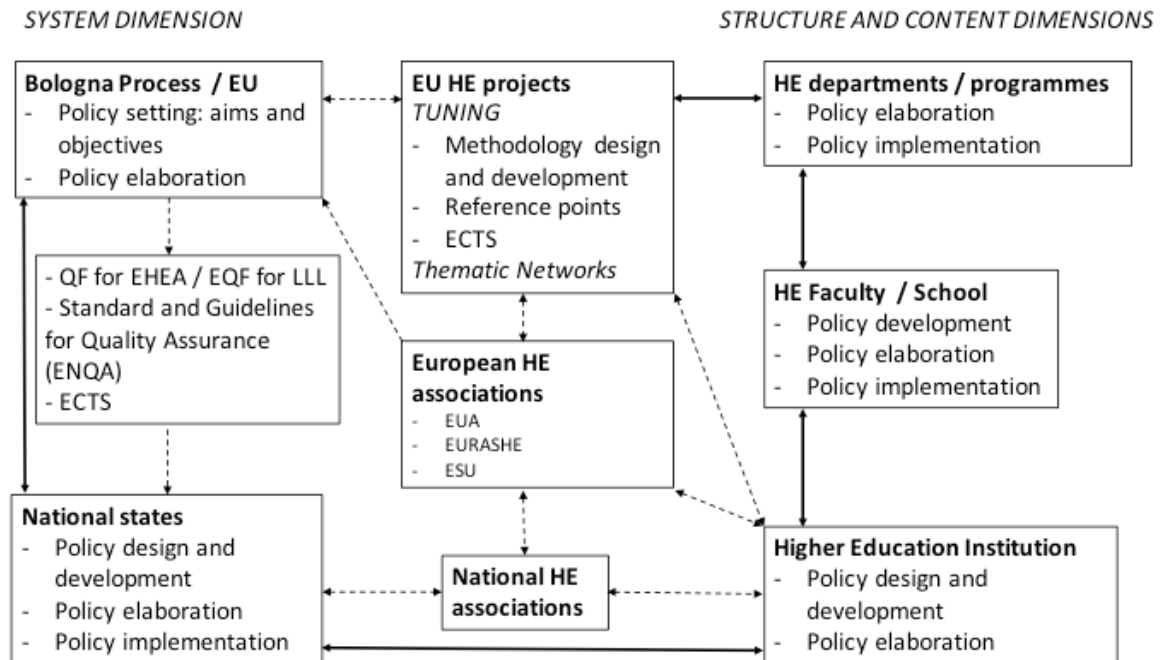 SYSTEM DIMENSION
STRUCTURE AND CONTENT DIMENSIONS
Bologna Process / EU
- Policy setting: aims and
objectives
- Policy elaboration
EU HE projects
TUNING
- Methodology design
and development
- Reference points
- ECTS
Thematic Networks
HE departments / programmes
- Policy elaboration
- Policy implementation
- QF for EHEA / EQF for LLL
- Standard and Guidelines
for Quality Assurance
(ENQA)
- ECTS
European HE
associations
- EUA
- EURASHE
- ESU
HE Faculty / School
- Policy development
- Policy elaboration
- Policy implementation
National states
- Policy design and
development
- Policy elaboration
- Policy implementation
National HE
associations
Higher Education Institution
- Policy design and
development
- Policy elaboration